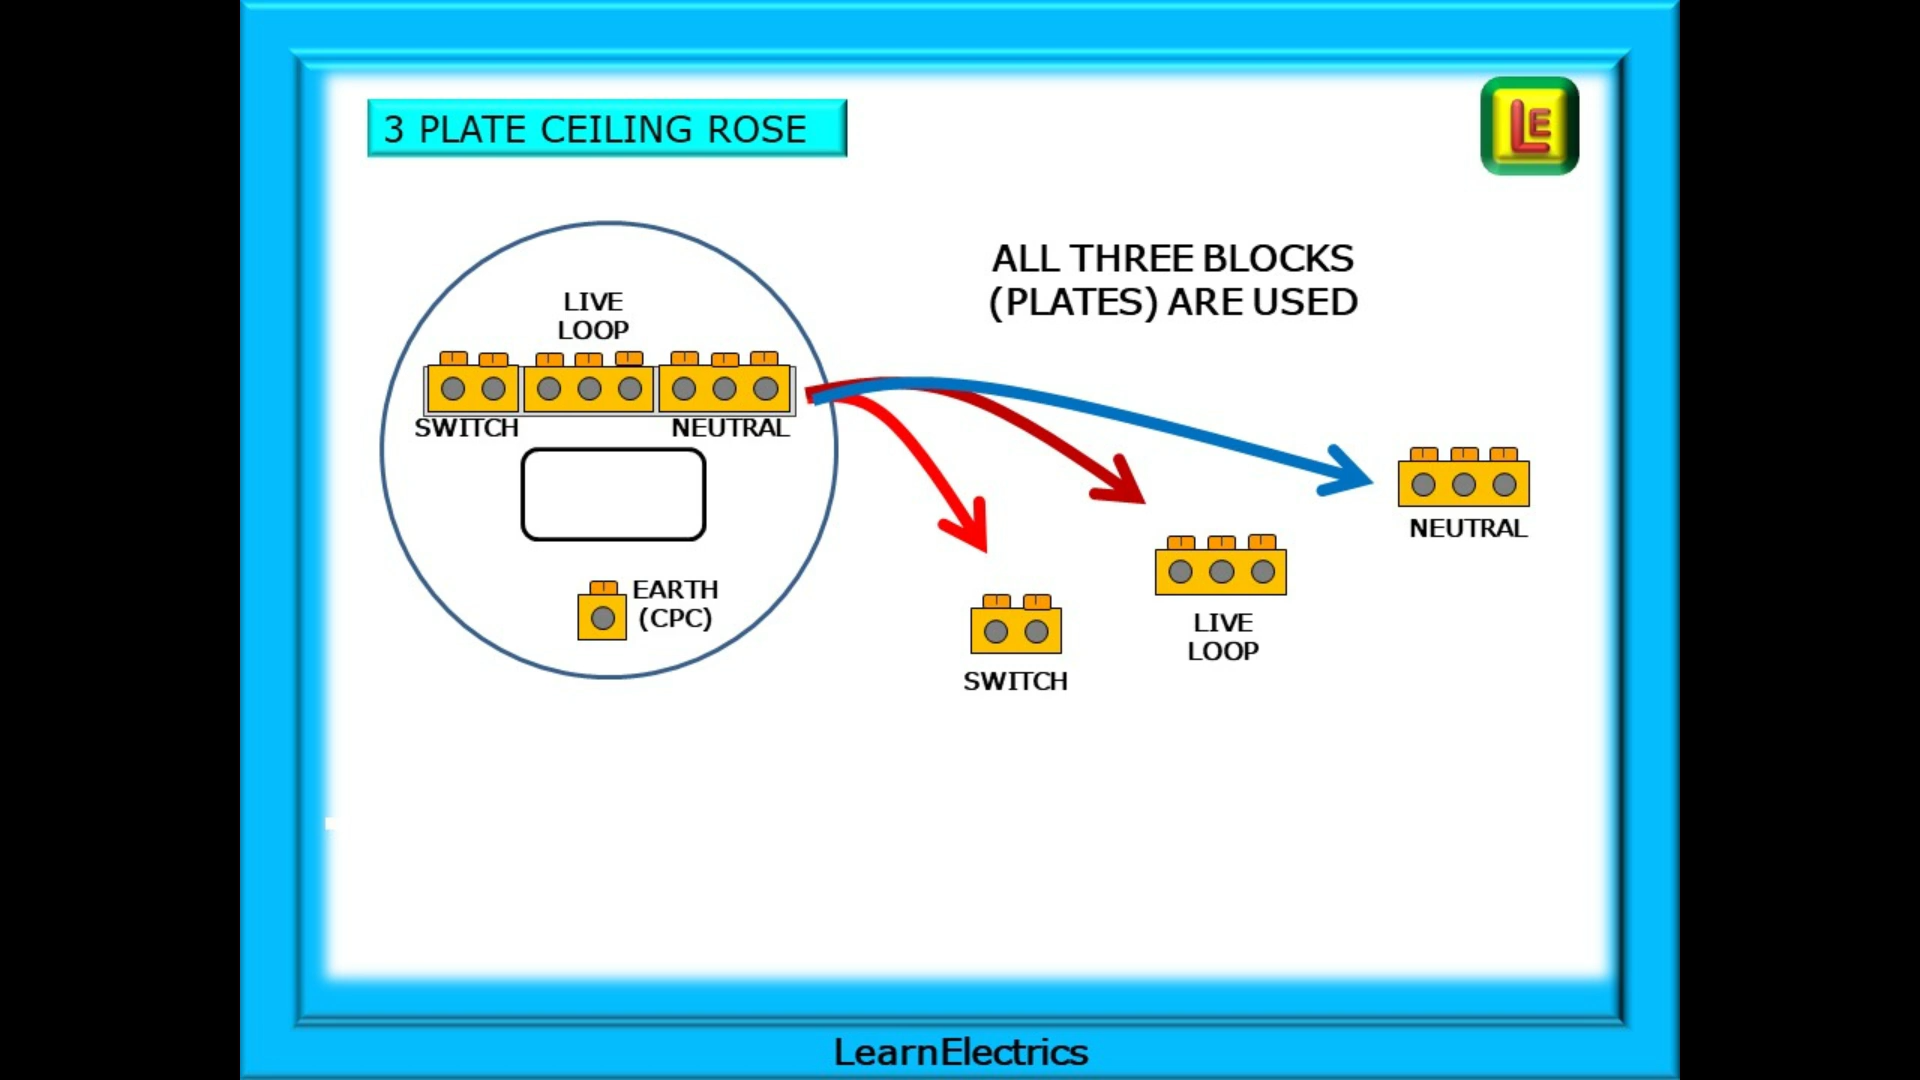 3 PLATE CEILING ROSE
LE
ALL THREE BLOCKS
(PLATES) ARE USED
LIVE
LOOP
SWITCH
NEUTRAL
EARTH
(CPC)
NEUTRAL
LIVE
LOOP
SWITCH
LearnElectrics